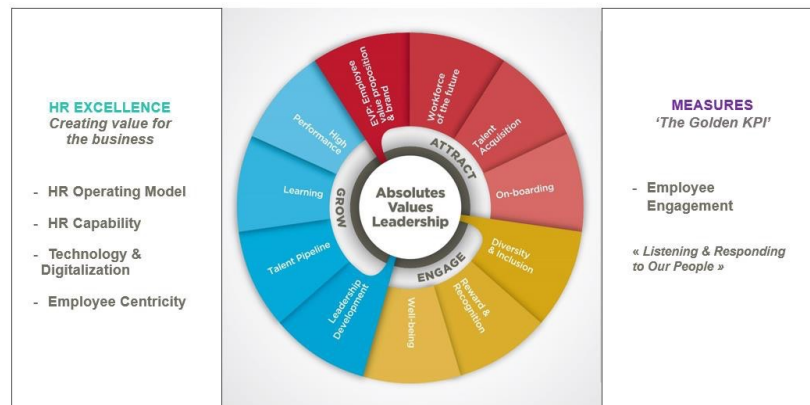 HR EXCELLENCE
Creating value for
the business
- HR Operating Model
- HR Capability
- Technology &
Digitalization
- Employee Centricity
EVP: Employee
value proposition
& brand
Workforce
of the future
Talent
Acquisition
On-boarding
Diversity
& Inclusion
Reward &
Recognition
Well-being
Leadership
Development
Talent Pipeline
Learning
High
Performance
ATTRACT
ENGAGE
GROW
Absolutes
Values
Leadership
MEASURES
'The Golden KPI'
- Employee
Engagement
« Listening & Responding
to Our People »